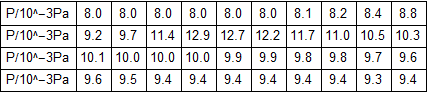 P/10^−3Pa 8.0 8.0 8.0 8.0 8.0 8.0 8.1 8.2 8.4 8.8
P/10^−3Pa 9.2 9.7 11.4 12.9 12.7 12.2 11.7 11.0 10.5 10.3
P/10^−3Pa 10.1 10.0 10.0 10.0 9.9 9.9 9.8 9.8 9.7 9.6
P/10^−3Pa 9.6 9.5 9.4 9.4 9.4 9.4 9.4 9.4 9.3 9.4